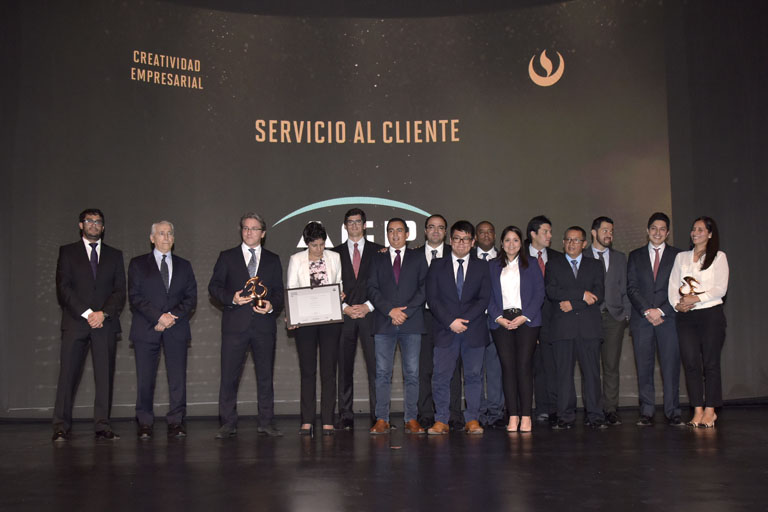 CREATIVIDAD
EMPRESARIAL
SERVICIO AL CLIENTE